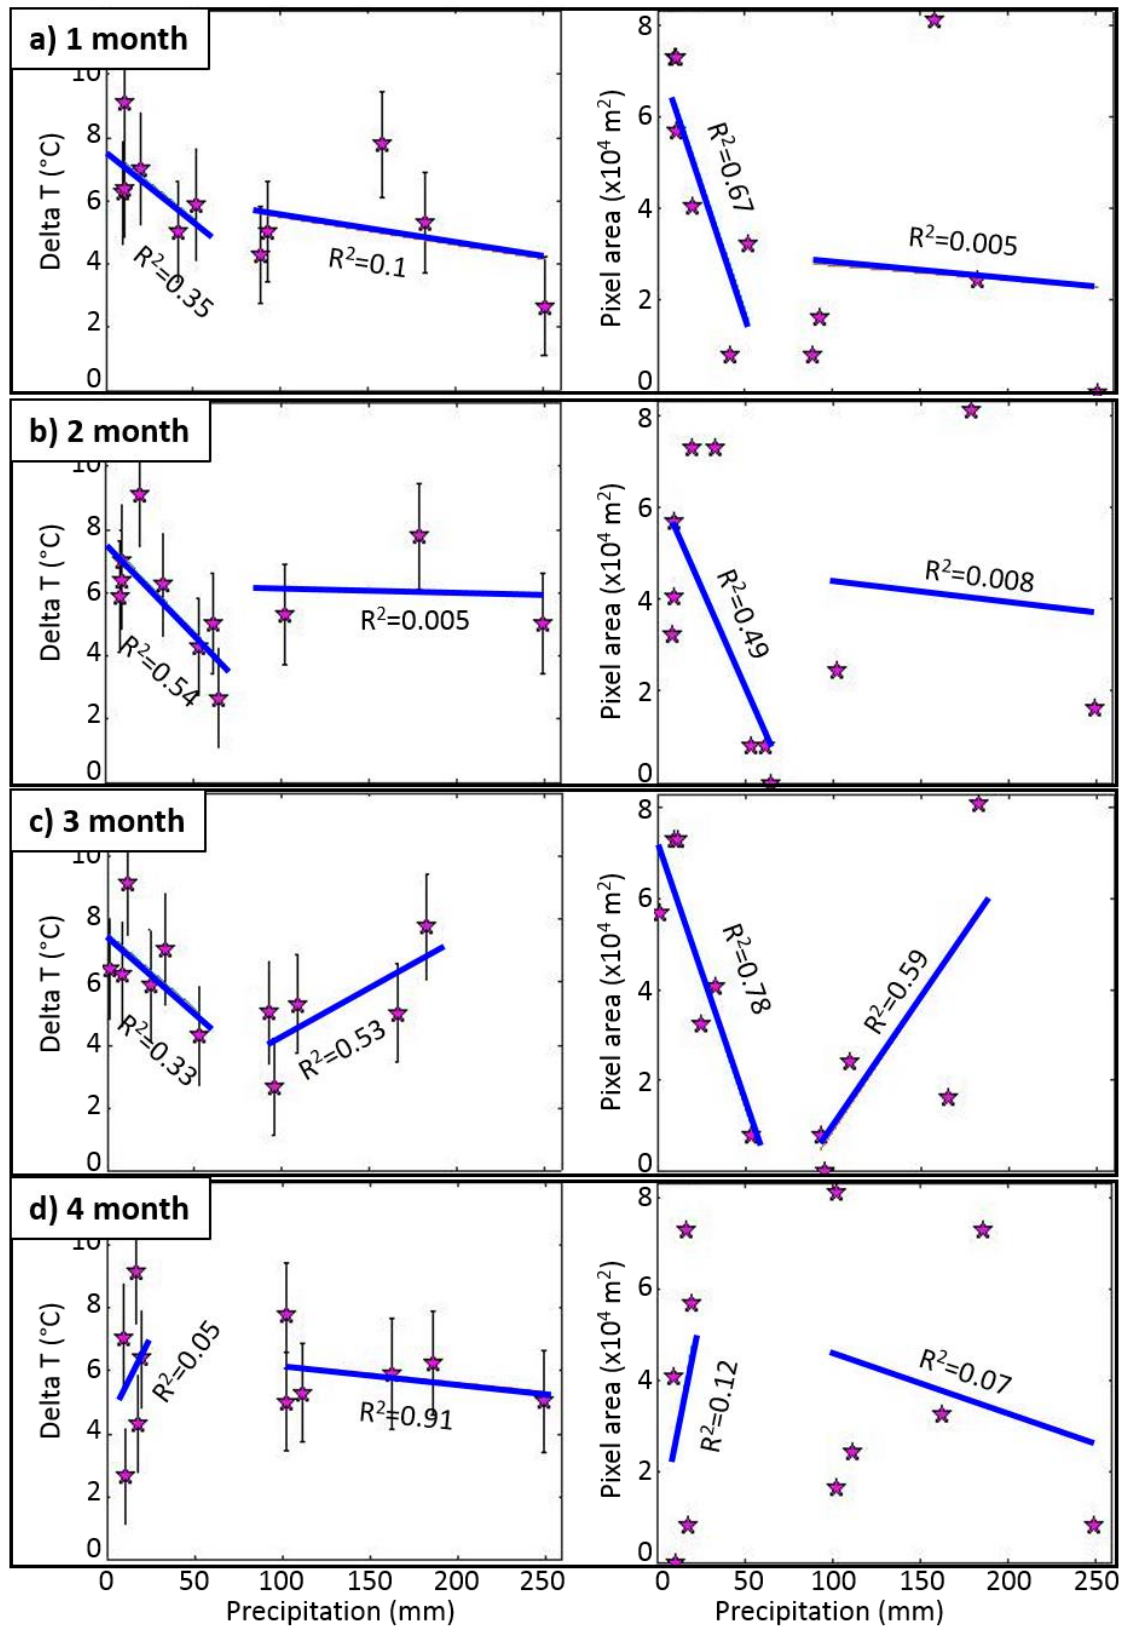 a) 1 month
10
8
6
4
2
0
Delta T (°C)
R²=0.35
R²=0.1
8
6
4
2
0
Pixel area (x10⁴ m²)
R²=0.67
R²=0.005
b) 2 month
10
8
6
4
2
0
Delta T (°C)
R²=0.54
R²=0.005
8
6
4
2
0
Pixel area (x10⁴ m²)
R²=0.49
R²=0.008
c) 3 month
10
8
6
4
2
0
Delta T (°C)
R²=0.33
R²=0.53
8
6
4
2
0
Pixel area (x10⁴ m²)
R²=0.78
R²=0.59
d) 4 month
10
8
6
4
2
0
Delta T (°C)
R²=0.05
R²=0.91
8
6
4
2
0
Pixel area (x10⁴ m²)
R²=0.12
R²=0.07
0 50 100 150 200 250
Precipitation (mm)
0 50 100 150 200 250
Precipitation (mm)